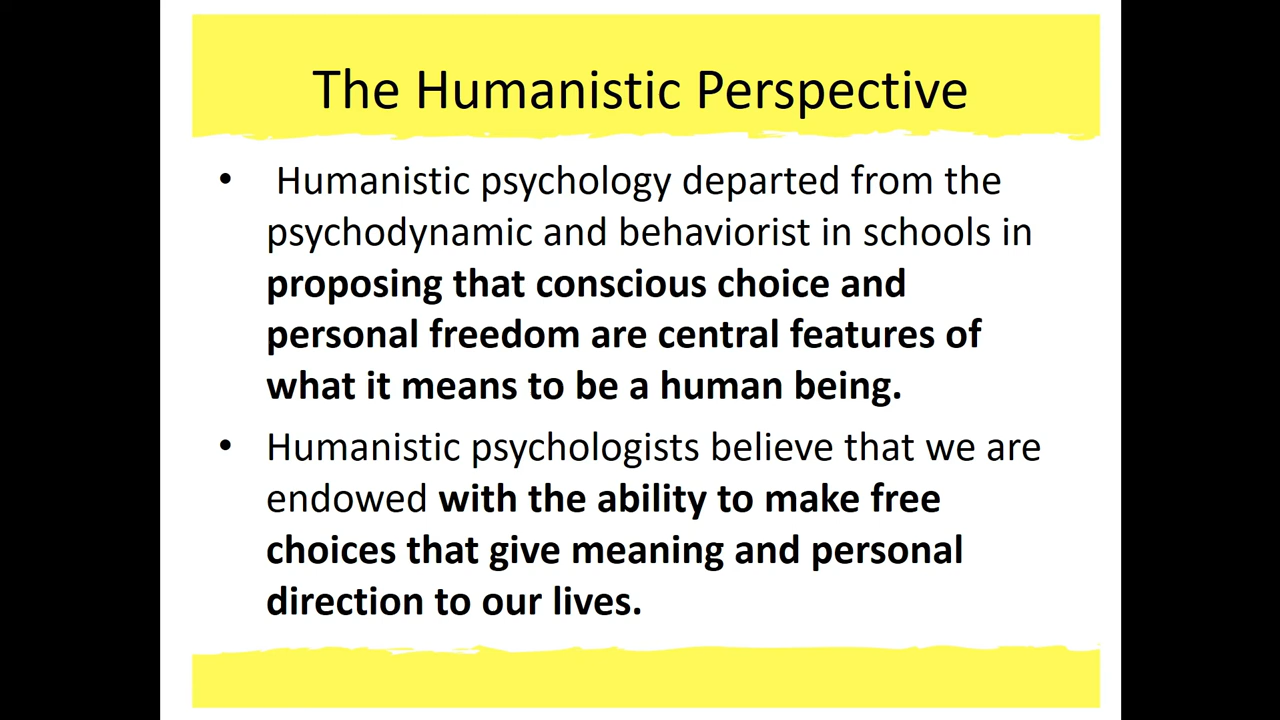 The Humanistic Perspective
• Humanistic psychology departed from the
psychodynamic and behaviorist in schools in
proposing that conscious choice and
personal freedom are central features of
what it means to be a human being.
• Humanistic psychologists believe that we are
endowed with the ability to make free
choices that give meaning and personal
direction to our lives.